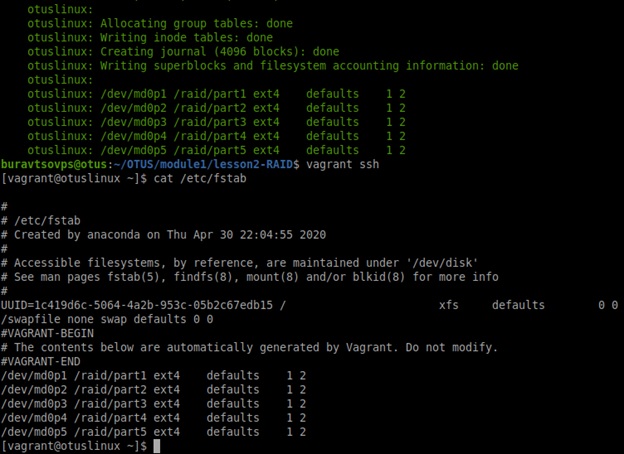 otuslinux:
otuslinux: Allocating group tables: done
otuslinux: Writing inode tables: done
otuslinux: Creating journal (4096 blocks): done
otuslinux: Writing superblocks and filesystem accounting information: done
otuslinux:
otuslinux: /dev/md0p1 /raid/part1 ext4    defaults    1 2
otuslinux: /dev/md0p2 /raid/part2 ext4    defaults    1 2
otuslinux: /dev/md0p3 /raid/part3 ext4    defaults    1 2
otuslinux: /dev/md0p4 /raid/part4 ext4    defaults    1 2
otuslinux: /dev/md0p5 /raid/part5 ext4    defaults    1 2
buravtsovps@otus:~/OTUS/module1/lesson2-RAID$ vagrant ssh
[vagrant@otuslinux ~]$ cat /etc/fstab
#
# /etc/fstab
# Created by anaconda on Thu Apr 30 22:04:55 2020
#
# Accessible filesystems, by reference, are maintained under '/dev/disk'
# See man pages fstab(5), findfs(8), mount(8) and/or blkid(8) for more info
#
UUID=1c419d6c-5064-4a2b-953c-05b2c67edb15 /                       xfs     defaults        0 0
/swapfile none swap defaults 0 0
#VAGRANT-BEGIN
# The contents below are automatically generated by Vagrant. Do not modify.
#VAGRANT-END
/dev/md0p1 /raid/part1 ext4    defaults    1 2
/dev/md0p2 /raid/part2 ext4    defaults    1 2
/dev/md0p3 /raid/part3 ext4    defaults    1 2
/dev/md0p4 /raid/part4 ext4    defaults    1 2
/dev/md0p5 /raid/part5 ext4    defaults    1 2
[vagrant@otuslinux ~]$